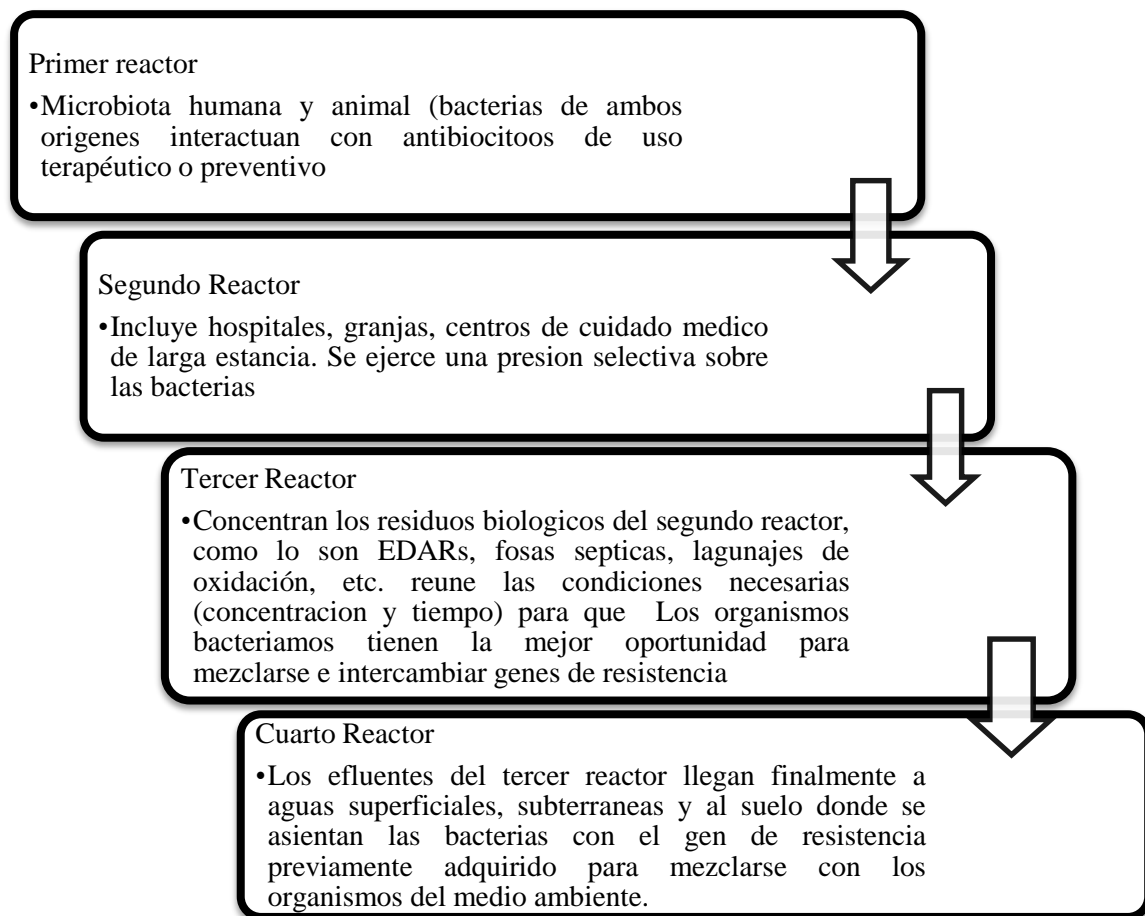 Primer reactor
•Microbiota humana y animal (bacterias de ambos
origenes interactuan con antibiocitoos de uso
terapéutico o preventivo
Segundo Reactor
•Incluye hospitales, granjas, centros de cuidado medico
de larga estancia. Se ejerce una presion selectiva sobre
las bacterias
Tercer Reactor
•Concentran los residuos biologicos del segundo reactor,
como lo son EDARs, fosas septicas, lagunajes de
oxidación, etc. reune las condiciones necesarias
(concentracion y tiempo) para que Los organismos
bacteriamos tienen la mejor oportunidad para
mezclarse e intercambiar genes de resistencia
Cuarto Reactor
•Los efluentes del tercer reactor llegan finalmente a
aguas superficiales, subterraneas y al suelo donde se
asientan las bacterias con el gen de resistencia
previamente adquirido para mezclarse con los
organismos del medio ambiente.